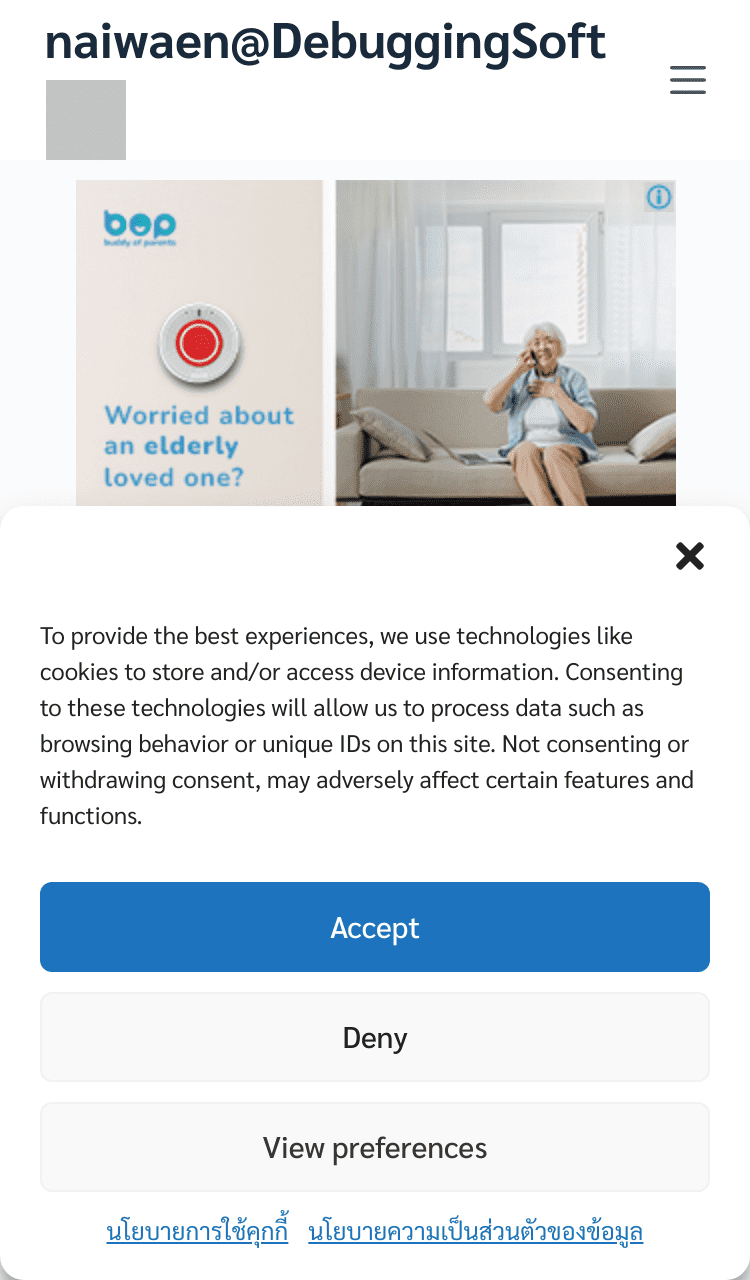 naiwaen@DebuggingSoft
bop
buddy of parents
Worried about
an elderly
loved one?
To provide the best experiences, we use technologies like
cookies to store and/or access device information. Consenting
to these technologies will allow us to process data such as
browsing behavior or unique IDs on this site. Not consenting or
withdrawing consent, may adversely affect certain features and
functions.
Accept
Deny
View preferences
นโยบายการใช้คุกกี้ นโยบายความเป็นส่วนตัวของข้อมูล